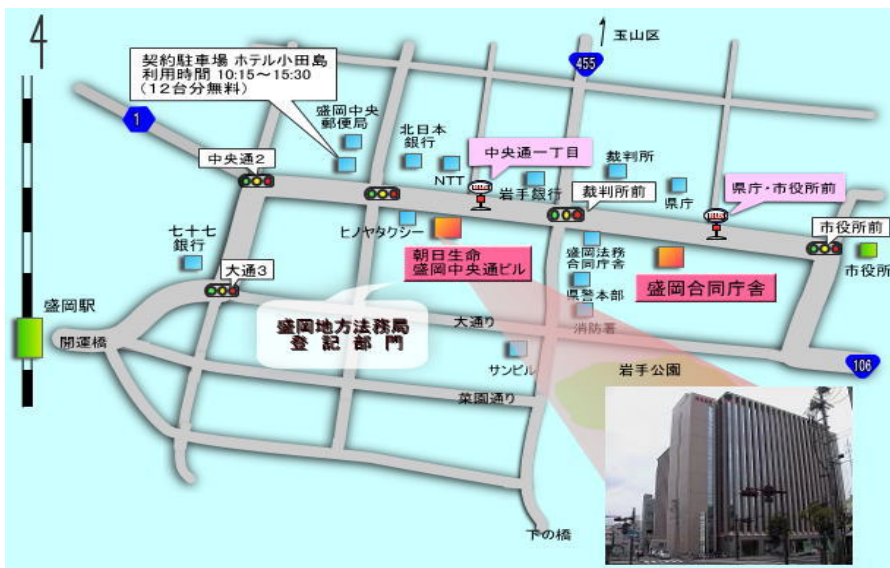 玉山区
455
契約駐車場 ホテル小田島
利用時間 10:15～15:30
(12台分無料)
1
盛岡中央
郵便局
北日本
銀行
中央通一丁目
裁判所
中央通2
NTT
岩手銀行
裁判所前
県庁
県庁・市役所前
七十七
銀行
ヒノヤタクシー
市役所前
朝日生命
盛岡中央通ビル
盛岡法務
合同庁舎
盛岡合同庁舎
市役所
大通3
県警本部
盛岡駅
盛岡地方法務局
登記部門
大通り
消防署
開運橋
サンビル
岩手公園
106
菜園通り
下の橋